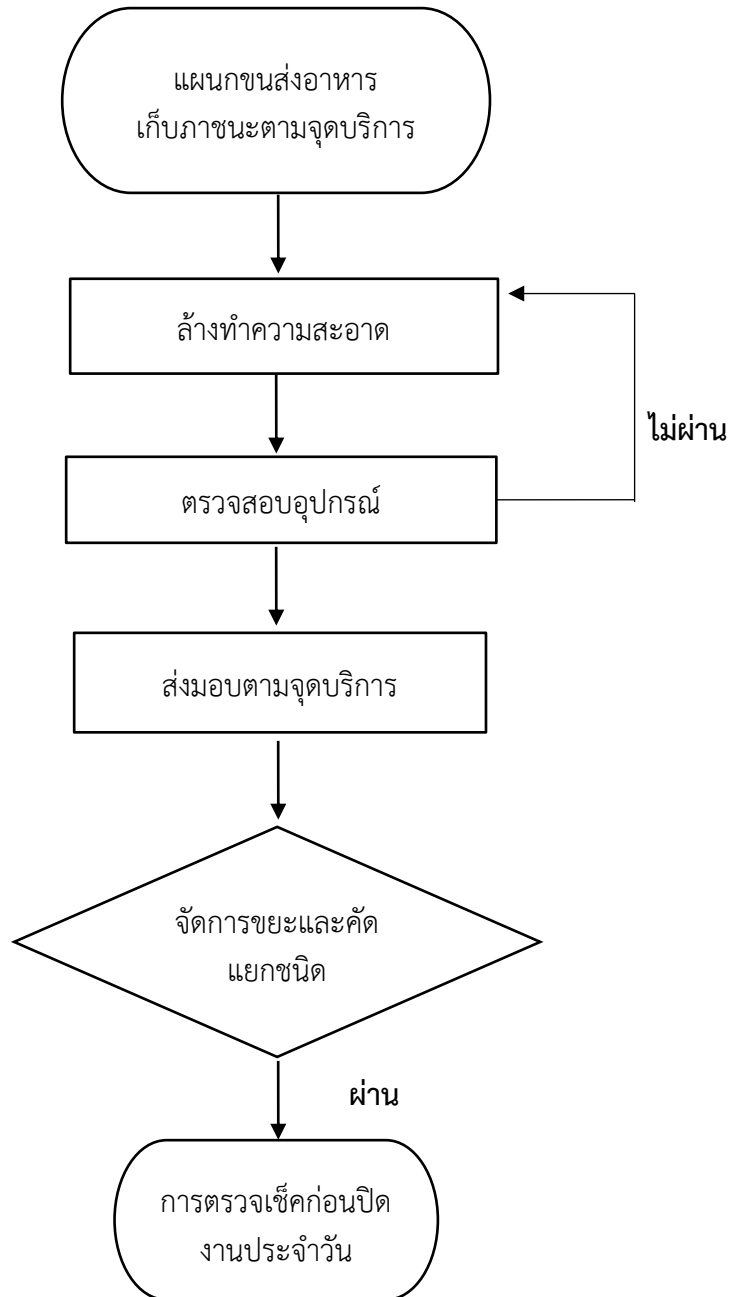 แผนกขนส่งอาหาร
เก็บภาชนะตามจุดบริการ
ล้างทำความสะอาด
ไม่ผ่าน
ตรวจสอบอุปกรณ์
ส่งมอบตามจุดบริการ
จัดการขยะและคัด
แยกชนิด
ผ่าน
การตรวจเช็คก่อนปิด
งานประจำวัน